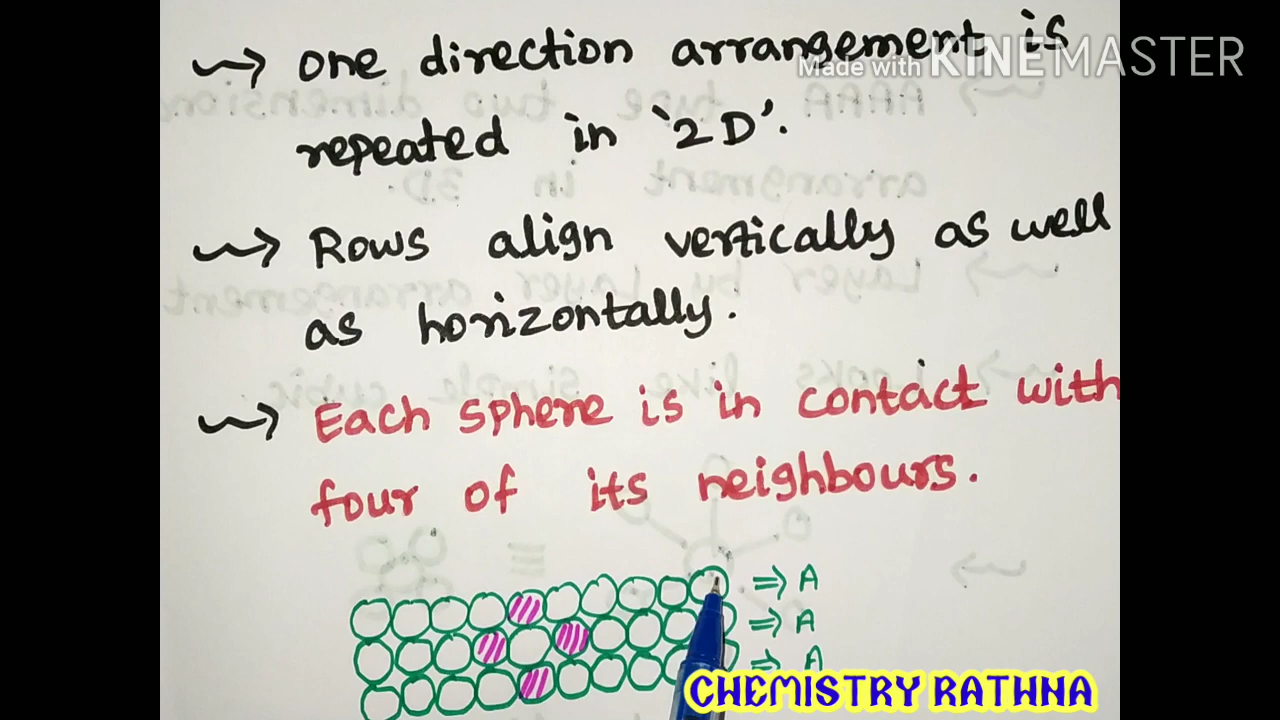 one direction arrangement is
Made with KINEMASTER
repeated in '2D'.
Rows align vertically as well
as horizontally.
Each sphere is in contact with
four of its neighbours.
⇒ A
⇒ A
⇒ A
CHEMISTRY RATHNA